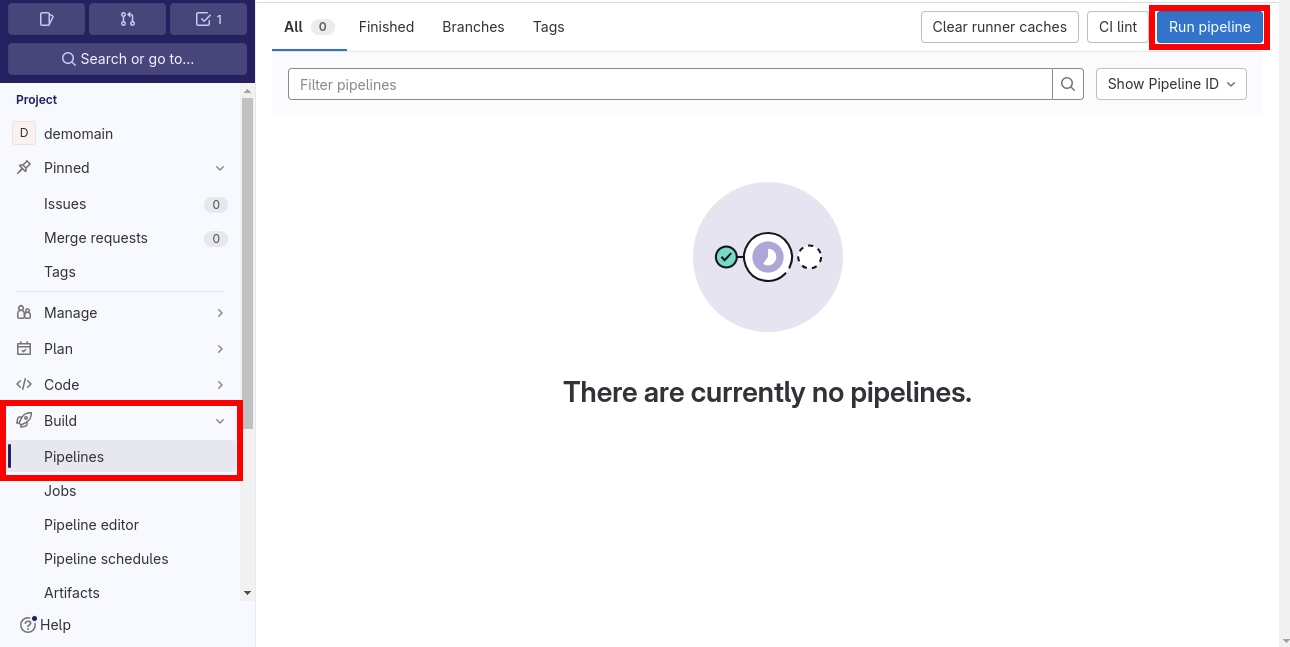 1
Search or go to...
Project
D demomain
Pinned
Issues 0
Merge requests 0
Tags
Manage
Plan
Code
Build
Pipelines
Jobs
Pipeline editor
Pipeline schedules
Artifacts
Help
All 0 Finished Branches Tags Clear runner caches CI lint Run pipeline
Filter pipelines Show Pipeline ID
There are currently no pipelines.